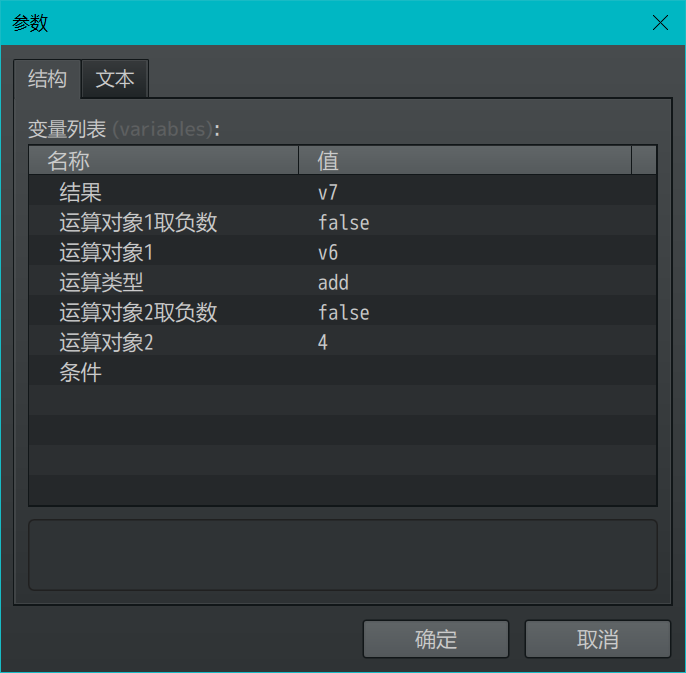 参数
结构 文本
变量列表 (variables):
名称 值
结果 v7
运算对象1取负数 false
运算对象1 v6
运算类型 add
运算对象2取负数 false
运算对象2 4
条件
确定 取消